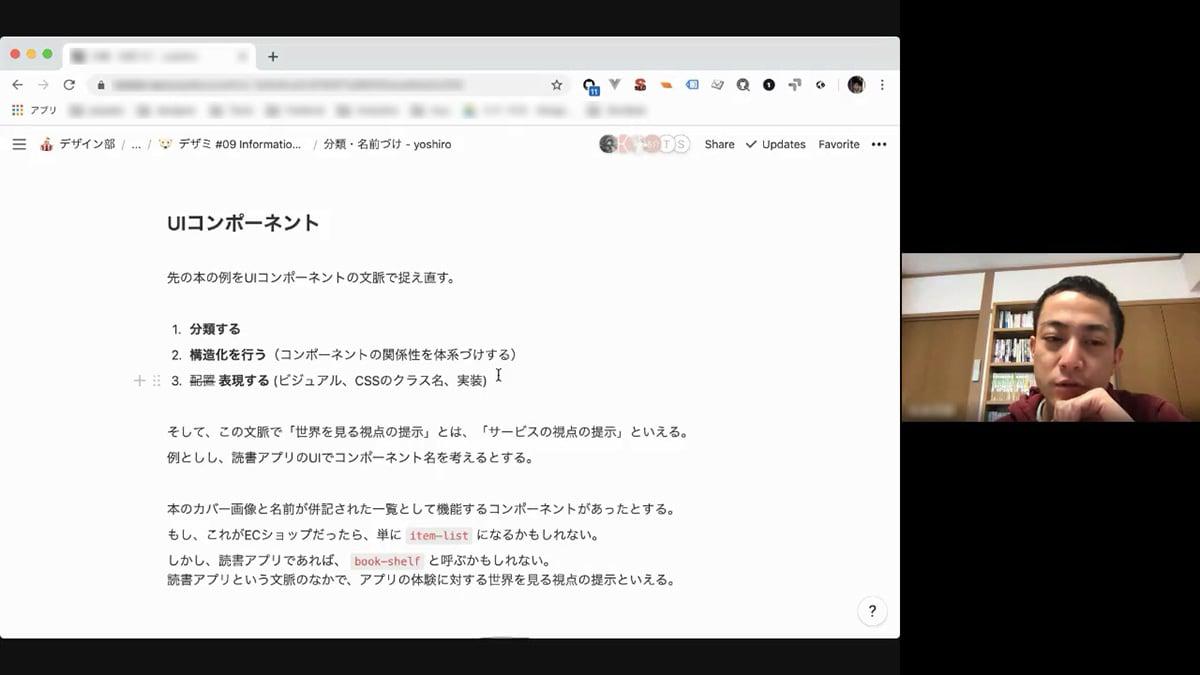 アプリ
デザイン部 / ... / デザミ #09 Informatio... / 分類・名前づけ - yoshiro
T S Share Updates Favorite
UIコンポーネント
先の本の例をUIコンポーネントの文脈で捉え直す。
1. 分類する
2. 構造化を行う（コンポーネントの関係性を体系づけする）
3. 配置 表現する (ビジュアル、CSSのクラス名、実装)
そして、この文脈で「世界を見る視点の提示」とは、「サービスの視点の提示」といえる。
例としし、読書アプリのUIでコンポーネント名を考えるとする。
本のカバー画像と名前が併記された一覧として機能するコンポーネントがあったとする。
もし、これがECショップだったら、単に item-list になるかもしれない。
しかし、読書アプリであれば、 book-shelf と呼ぶかもしれない。
読書アプリという文脈のなかで、アプリの体験に対する世界を見る視点の提示といえる。
?